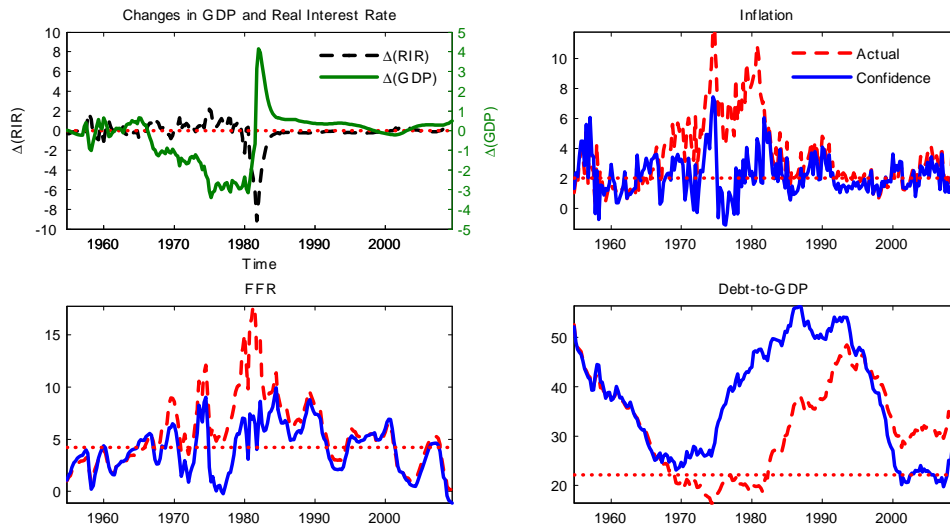 Changes in GDP and Real Interest Rate
10
8
6
4
2
0
-2
-4
-6
-8
-10
Δ(RIR)
5
4
3
2
1
0
-1
-2
-3
-4
-5
Δ(GDP)
Δ(RIR)
Δ(GDP)
1960 1970 1980 1990 2000
Time
Inflation
10
8
6
4
2
0
Actual
Confidence
1960 1970 1980 1990 2000
FFR
15
10
5
0
1960 1970 1980 1990 2000
Debt-to-GDP
50
40
30
20
1960 1970 1980 1990 2000